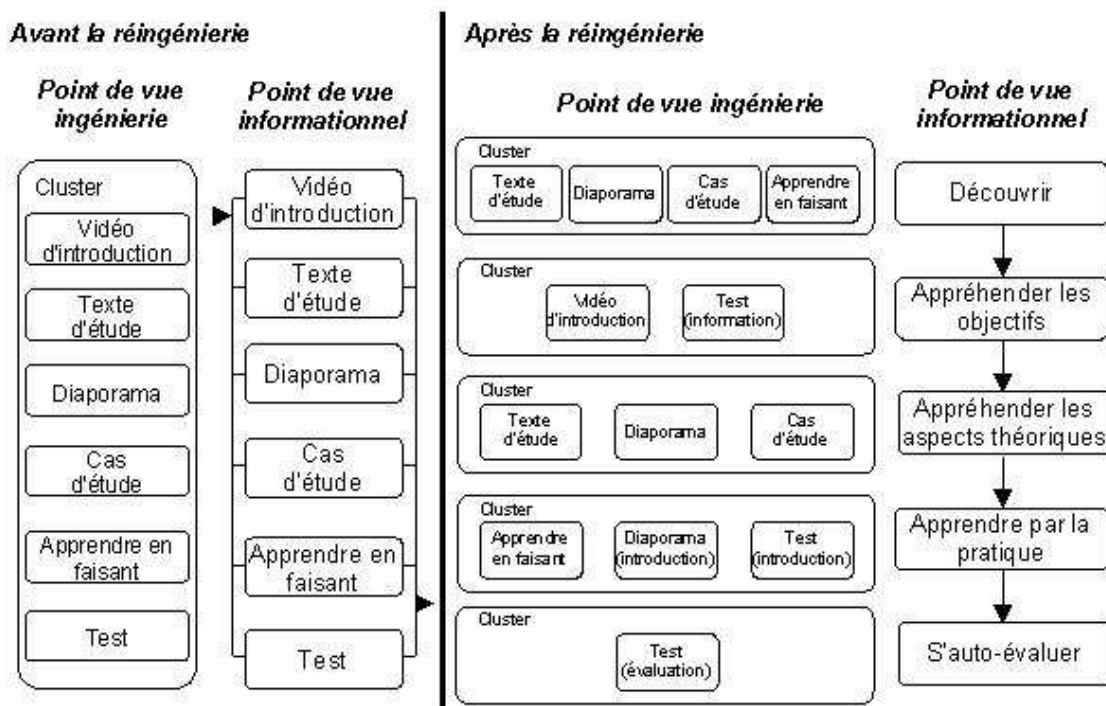 Avant la réingénierie
Après la réingénierie
Point de vue
ingénierie
Point de vue
informationnel
Point de vue ingénierie
Point de vue
informationnel
Cluster
Vidéo
d'introduction
Texte
d'étude
Diaporama
Cas
d'étude
Apprendre en
faisant
Test
Vidéo
d'introduction
Texte
d'étude
Diaporama
Cas
d'étude
Apprendre en
faisant
Test
Cluster
Texte
d'étude
Diaporama
Cas
d'étude
Apprendre
en faisant
Cluster
Vidéo
d'introduction
Test
(information)
Cluster
Texte
d'étude
Diaporama
Cas
d'étude
Cluster
Apprendre
en faisant
Diaporama
(introduction)
Test
(introduction)
Cluster
Test
(évaluation)
Découvrir
Appréhender les
objectifs
Appréhender les
aspects théoriques
Apprendre par la
pratique
S'auto-évaluer